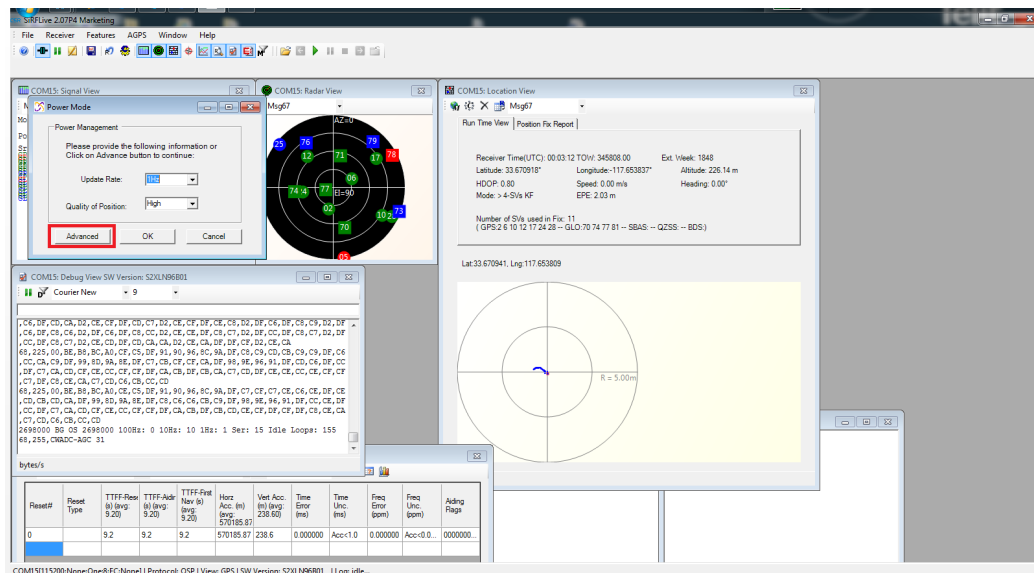 SiRFLive 2.07P4 Marketing
File Receiver Features AGPS Window Help
COM15: Signal View
COM15: Radar View
COM15: Location View
Power Mode
Msg67
Msg67
Run Time View Position Fix Report
Power Management
Please provide the following information or
Click on Advance button to continue:
Update Rate: 1Hz
Quality of Position: High
Advanced OK Cancel
AZ=0
25 76 79
12 71 17 78
06
74 77 El=90
02 10 73
70
05
Receiver Time(UTC): 00:03:12 TOW: 345808.00 Ext. Week: 1848
Latitude: 33.670918° Longitude:-117.653837° Altitude: 226.14 m
HDOP: 0.80 Speed: 0.00 m/s Heading: 0.00°
Mode: > 4-SVs KF EPE: 2.03 m
Number of SVs used in Fix: 11
( GPS:2 6 10 12 17 24 28 -- GLO:70 74 77 81 -- SBAS: -- QZSS: -- BDS:)
Lat:33.670941, Lng:117.653809
R = 5.00m
COM15: Debug View SW Version: S2XLN96B01
Courier New 9
,C6,DF,CD,CA,D2,CE,CF,DF,CD,C7,D2,CE,CF,DF,CE,C8,D2,DF,C6,DF,C8,C9,D2,DF
,C6,DF,C8,C6,D2,DF,C6,DF,C8,CC,D2,CE,CE,DF,C8,C7,D2,DF,CC,DF,C8,C7,D2,DF
,CC,DF,C8,C7,D2,CE,CD,DF,CD,CA,CA,D2,CE,CA,DF,DF,CF,D2,CE,CA
68,225,00,BE,B8,BC,A0,CF,C5,DF,91,90,96,8C,9A,DF,C8,C9,CD,CB,C9,C9,DF,C6
,CC,CA,C9,DF,99,8D,9A,8E,DF,C7,CB,CF,CF,CA,DF,98,9E,96,91,DF,CD,C6,DF,CC
,DF,C7,CA,CD,CF,CE,CC,CF,CF,DF,CA,CB,DF,CB,CA,C7,CD,DF,CE,CE,CC,CE,CF,CF
,C7,DF,C8,CE,CA,C7,CD,C6,CB,CC,CD
68,225,00,BE,B8,BC,A0,CE,C5,DF,91,90,96,8C,9A,DF,C7,CF,C7,CE,C6,CE,DF,CE
,CD,CB,CD,CA,DF,99,8D,9A,8E,DF,C8,C6,C6,CB,C9,DF,98,9E,96,91,DF,CC,CE,DF
,CC,DF,C7,CA,CD,CF,CE,CC,CF,CF,DF,CA,CB,DF,CB,CD,CE,CF,DF,CF,DF,C8,CE,CA
,C7,CD,C6,CB,CC,CD
2698000 BG OS 2698000 100Hz: 0 10Hz: 10 1Hz: 1 Ser: 15 Idle Loops: 155
68,255,CWADC-AGC 31
bytes/s
Reset# Reset Type TTFF-Rese (s) (avg: 9.20) TTFF-Aidir (s) (avg: 9.20) TTFF-First Nav (s) (avg: 9.20) Horz Acc. (m) (avg: 570185.87 Vert Acc. (m) (avg: 238.60) Time Error (ms) Time Unc. (ms) Freq Error (ppm) Freq Unc. (ppm) Aiding Flags
0 9.2 9.2 9.2 570185.87 238.6 0.000000 Acc<1.0 0.000000 Acc<0.0... 0000000...
COM15[115200:None:One:8:FC:None] | Protocol: OSP | View: GPS | SW Version: S2XLN96B01 | Log: idle...